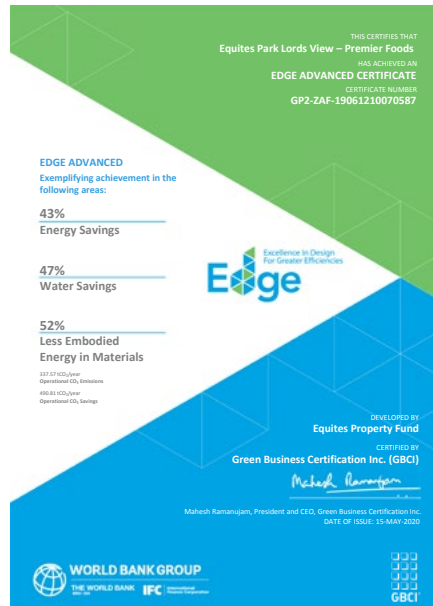 THIS CERTIFIES THAT
Equites Park Lords View – Premier Foods
HAS ACHIEVED AN
EDGE ADVANCED CERTIFICATE
CERTIFICATE NUMBER
GP2-ZAF-19061210070587
EDGE ADVANCED
Exemplifying achievement in the
following areas:
43%
Energy Savings
47%
Water Savings
52%
Less Embodied
Energy in Materials
337.57 tCO₂/year
Operational CO₂ Emissions
490.81 tCO₂/year
Operational CO₂ Savings
Edge
Excellence In Design
For Greater Efficiencies
DEVELOPED BY
Equites Property Fund
CERTIFIED BY
Green Business Certification Inc. (GBCI)
Mahesh Ramanujam
Mahesh Ramanujam, President and CEO, Green Business Certification Inc.
DATE OF ISSUE: 15-MAY-2020
WORLD BANK GROUP
THE WORLD BANK
IFC International
Finance Corporation
GBCI